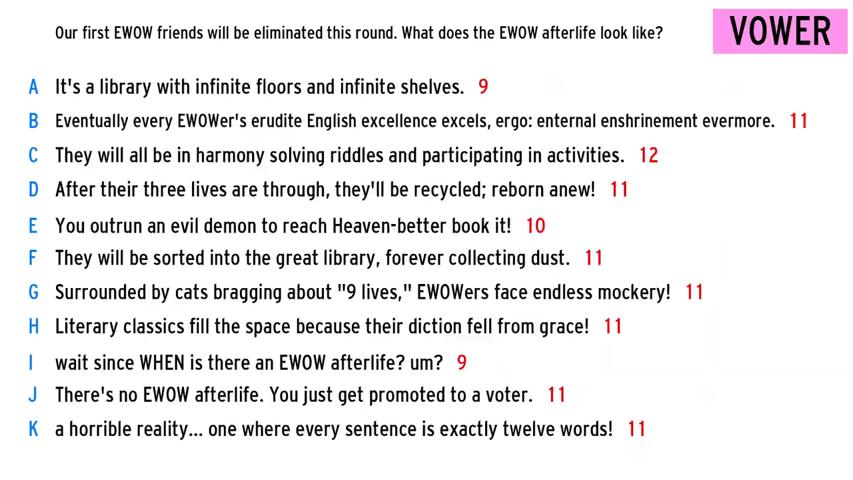 Our first EWOW friends will be eliminated this round. What does the EWOW afterlife look like?
VOWER
A It's a library with infinite floors and infinite shelves. 9
B Eventually every EWOWer's erudite English excellence excels, ergo: enternal enshrinement evermore. 11
C They will all be in harmony solving riddles and participating in activities. 12
D After their three lives are through, they'll be recycled; reborn anew! 11
E You outrun an evil demon to reach Heaven-better book it! 10
F They will be sorted into the great library, forever collecting dust. 11
G Surrounded by cats bragging about "9 lives," EWOWers face endless mockery! 11
H Literary classics fill the space because their diction fell from grace! 11
I wait since WHEN is there an EWOW afterlife? um? 9
J There's no EWOW afterlife. You just get promoted to a voter. 11
K a horrible reality... one where every sentence is exactly twelve words! 11